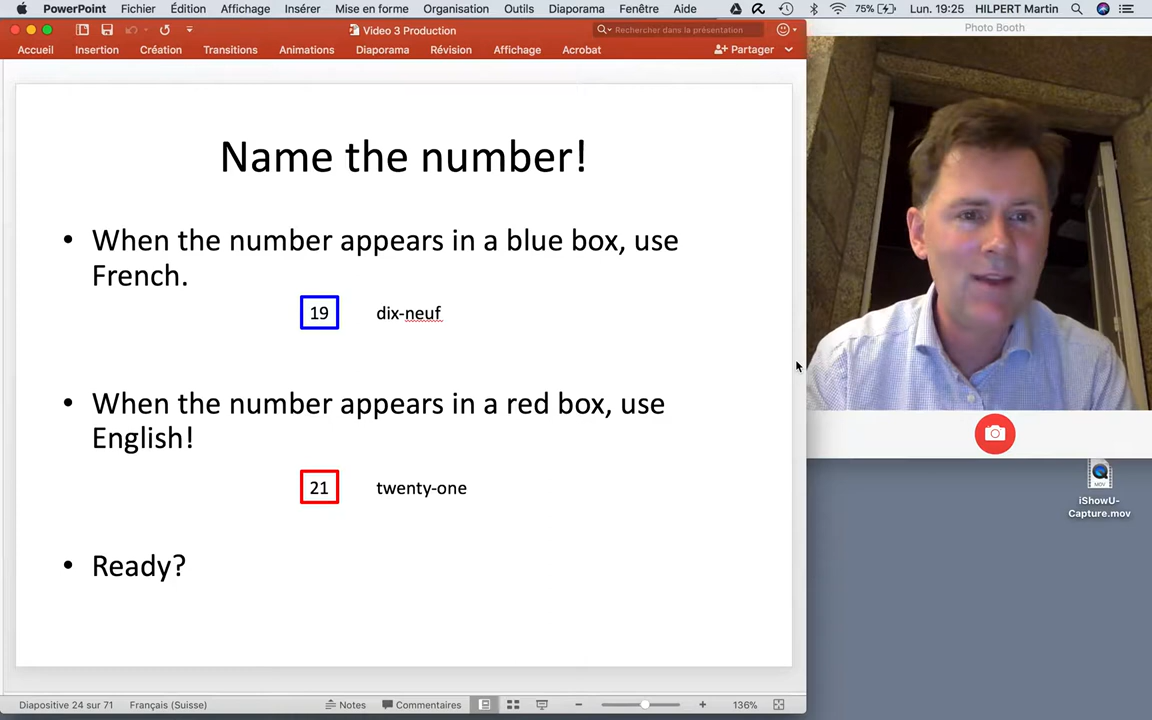 PowerPoint Fichier Édition Affichage Insérer Mise en forme Organisation Outils Diaporama Fenêtre Aide 75% Lun. 19:25 HILPERT Martin
Video 3 Production
Rechercher dans la présentation
Photo Booth
Accueil Insertion Création Transitions Animations Diaporama Révision Affichage Acrobat Partager
Name the number!
• When the number appears in a blue box, use
French.
19 dix-neuf
• When the number appears in a red box, use
English!
21 twenty-one
• Ready?
MOV
iShowU-
Capture.mov
Diapositive 24 sur 71 Français (Suisse) Notes Commentaires 136%